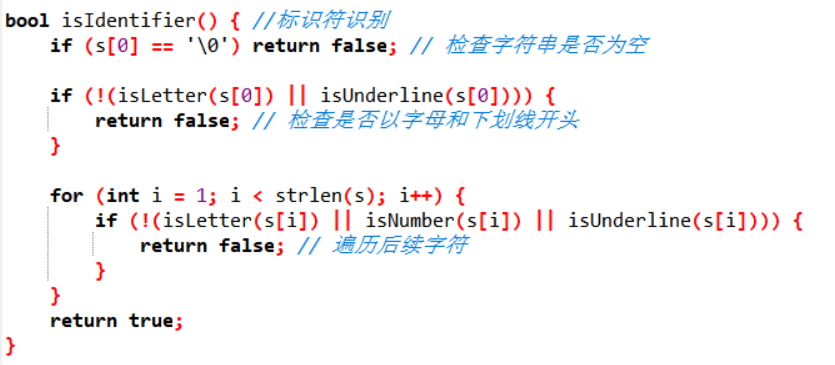 bool isIdentifier() { //标识符识别
    if (s[0] == '\0') return false; // 检查字符串是否为空

    if (!(isLetter(s[0]) || isUnderline(s[0]))) {
        return false; // 检查是否以字母和下划线开头
    }

    for (int i = 1; i < strlen(s); i++) {
        if (!(isLetter(s[i]) || isNumber(s[i]) || isUnderline(s[i]))) {
            return false; // 遍历后续字符
        }
    }
    return true;
}